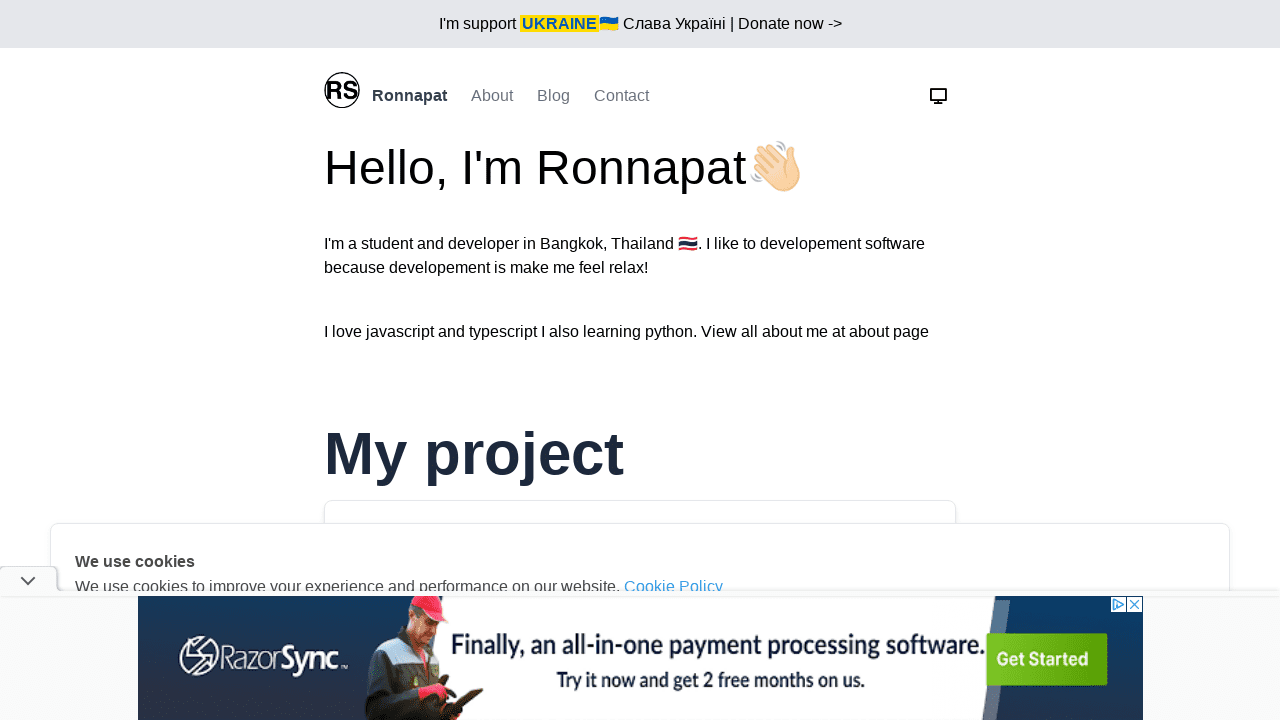 I'm support UKRAINE🇺🇦 Слава Україні | Donate now ->
RS Ronnapat About Blog Contact
Hello, I'm Ronnapat👋🏻
I'm a student and developer in Bangkok, Thailand 🇹🇭. I like to developement software
because developement is make me feel relax!
I love javascript and typescript I also learning python. View all about me at about page
My project
We use cookies
We use cookies to improve your experience and performance on our website. Cookie Policy
RazorSync™
Finally, an all-in-one payment processing software.
Try it now and get 2 free months on us.
Get Started